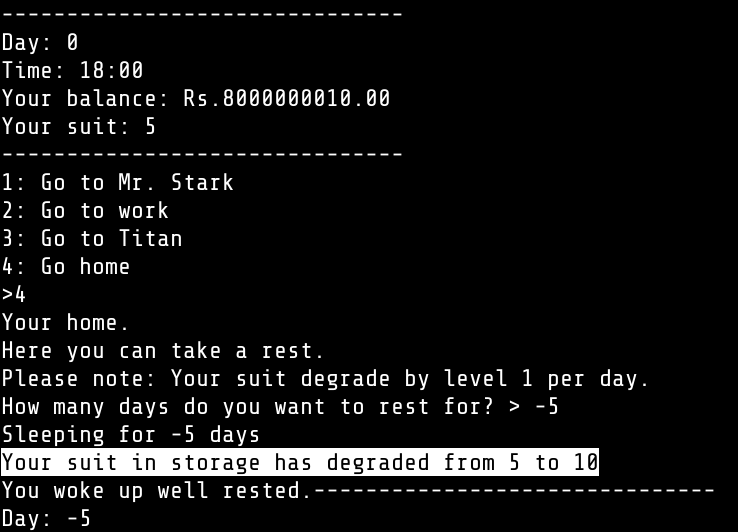 -------------------------------
Day: 0
Time: 18:00
Your balance: Rs.8000000010.00
Your suit: 5
-------------------------------
1: Go to Mr. Stark
2: Go to work
3: Go to Titan
4: Go home
>4
Your home.
Here you can take a rest.
Please note: Your suit degrade by level 1 per day.
How many days do you want to rest for? > -5
Sleeping for -5 days
Your suit in storage has degraded from 5 to 10
You woke up well rested.-------------------------------
Day: -5